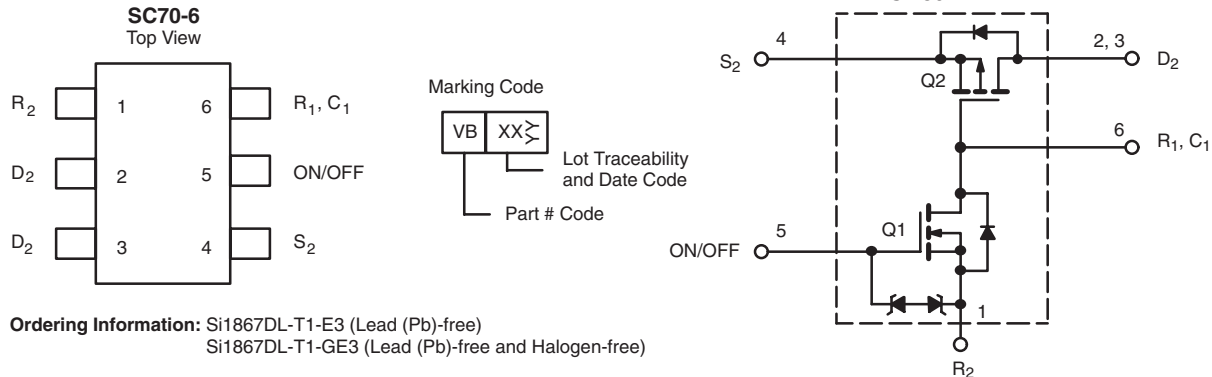 SC70-6
Top View
R2
1
6
R1, C1
D2
2
5
ON/OFF
D2
3
4
S2
Marking Code
VB
XX
YY
Lot Traceability
and Date Code
Part # Code
4
2, 3
S2
D2
Q2
6
R1, C1
Q1
5
ON/OFF
1
R2
Ordering Information: Si1867DL-T1-E3 (Lead (Pb)-free)
Si1867DL-T1-GE3 (Lead (Pb)-free and Halogen-free)